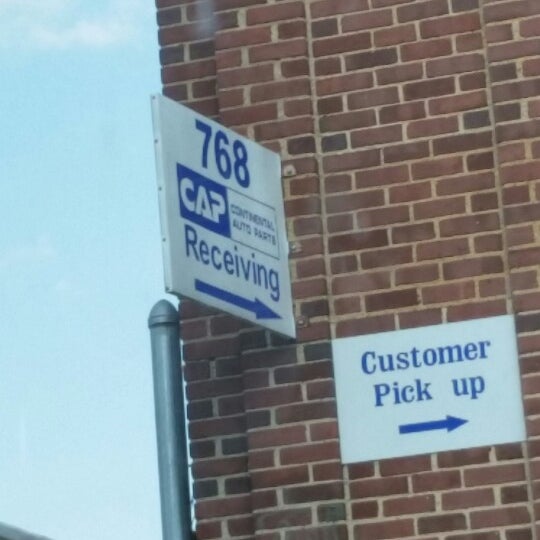 768
CAP
CONTINENTAL
AUTO PARTS
Receiving
Customer
Pick up